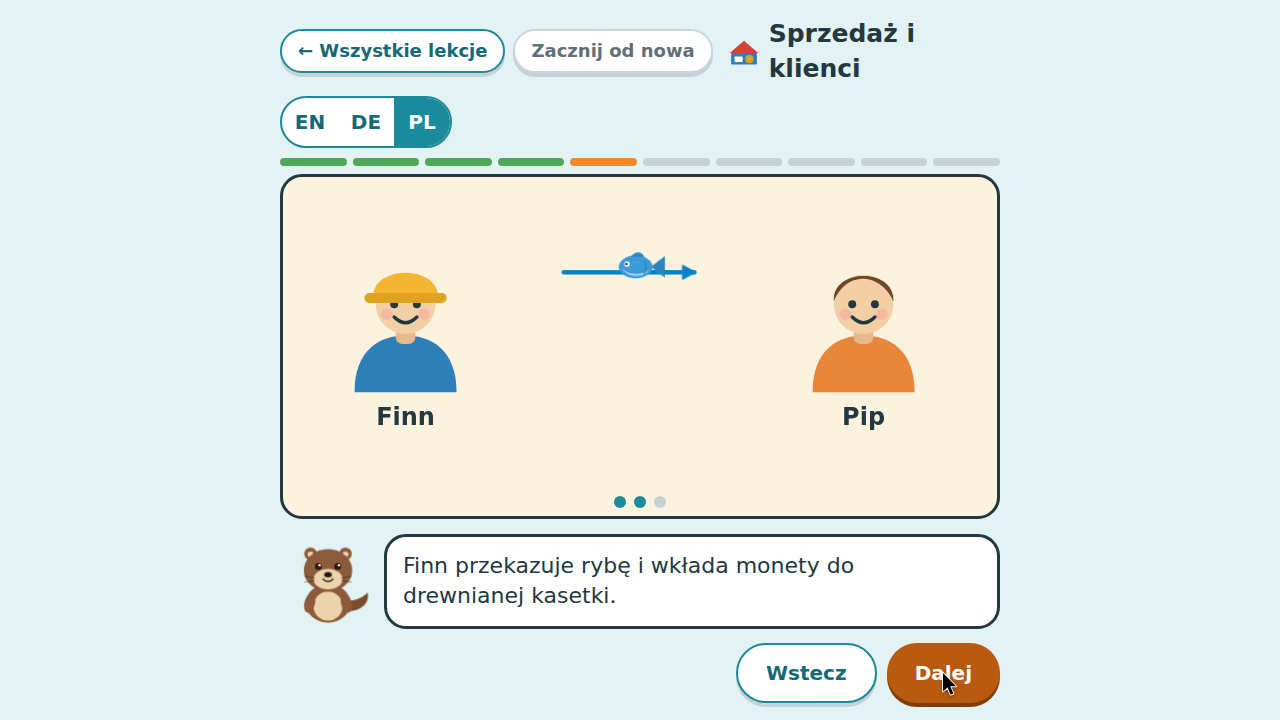 ← Wszystkie lekcje
Zacznij od nowa
Sprzedaż i
klienci
EN DE PL
Finn
Pip
Finn przekazuje rybę i wkłada monety do
drewnianej kasetki.
Wstecz
Dalej